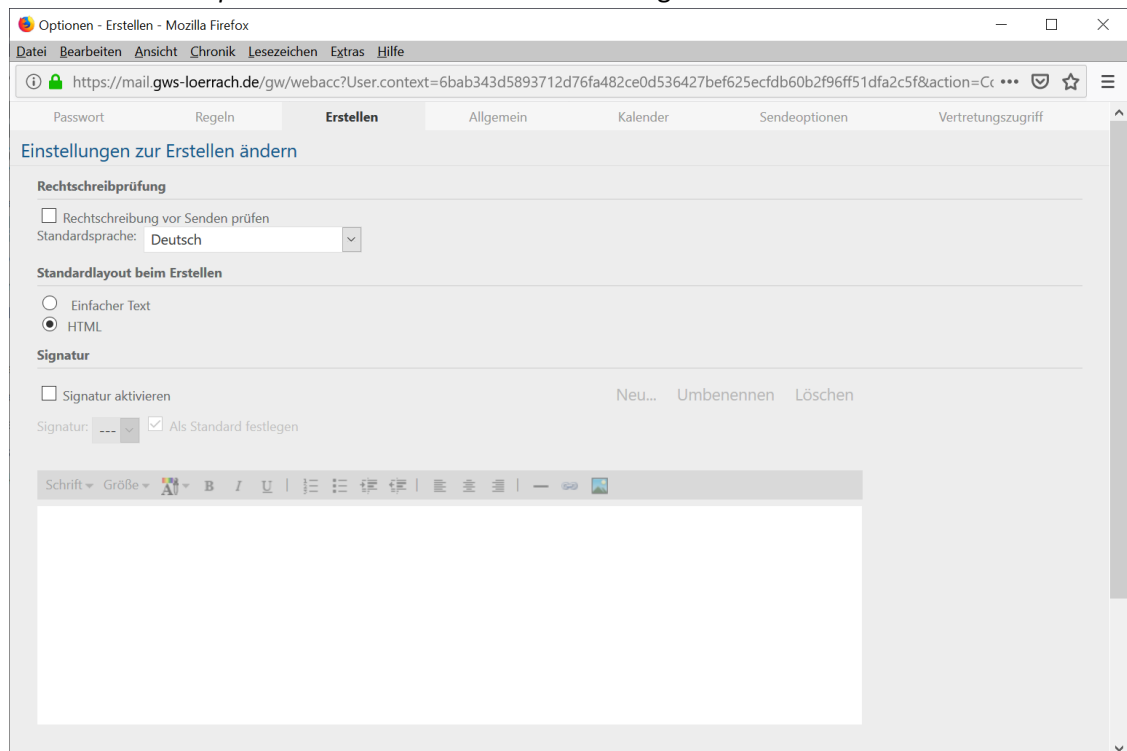 Optionen - Erstellen - Mozilla Firefox
Datei Bearbeiten Ansicht Chronik Lesezeichen Extras Hilfe
https://mail.gws-loerrach.de/gw/webacc?User.context=6bab343d5893712d76fa482ce0d536427bef625ecfdb60b2f96ff51dfa2c5f&action=Cc
Passwort Regeln Erstellen Allgemein Kalender Sendeoptionen Vertretungszugriff
Einstellungen zur Erstellen ändern
Rechtschreibprüfung
Rechtschreibung vor Senden prüfen
Standardsprache: Deutsch
Standardlayout beim Erstellen
Einfacher Text
HTML
Signatur
Signatur aktivieren Neu... Umbenennen Löschen
Signatur: --- Als Standard festlegen
Schrift Größe B I U